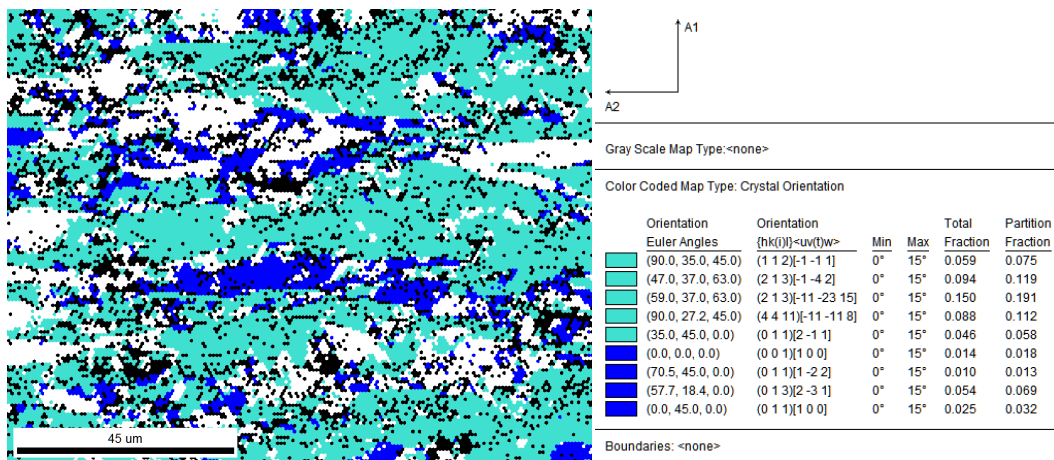 A1
A2
Gray Scale Map Type:<none>
Color Coded Map Type: Crystal Orientation
Orientation Orientation Total Partition
Euler Angles {hk(i)l}<uv(t)w> Min Max Fraction Fraction
(90.0, 35.0, 45.0) (1 1 2)[-1 -1 1] 0° 15° 0.059 0.075
(47.0, 37.0, 63.0) (2 1 3)[-1 -4 2] 0° 15° 0.094 0.119
(59.0, 37.0, 63.0) (2 1 3)[-11 -23 15] 0° 15° 0.150 0.191
(90.0, 27.2, 45.0) (4 4 11)[-11 -11 8] 0° 15° 0.088 0.112
(35.0, 45.0, 0.0) (0 1 1)[2 -1 1] 0° 15° 0.046 0.058
(0.0, 0.0, 0.0) (0 0 1)[1 0 0] 0° 15° 0.014 0.018
(70.5, 45.0, 0.0) (0 1 1)[1 -2 2] 0° 15° 0.010 0.013
(57.7, 18.4, 0.0) (0 1 3)[2 -3 1] 0° 15° 0.054 0.069
(0.0, 45.0, 0.0) (0 1 1)[1 0 0] 0° 15° 0.025 0.032
Boundaries: <none>
45 um